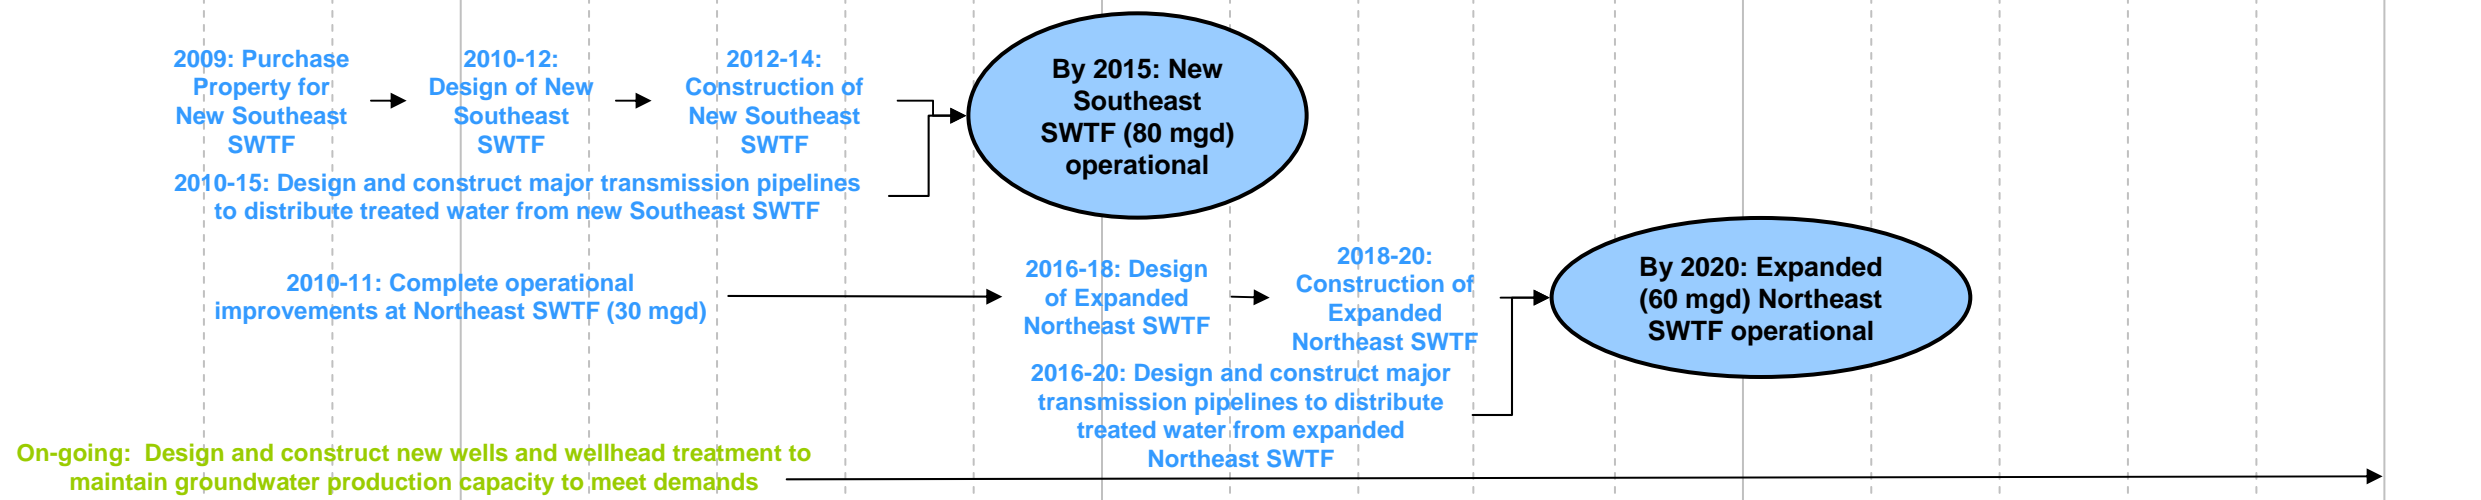 2009: Purchase
Property for
New Southeast
SWTF
2010-12:
Design of New
Southeast
SWTF
2012-14:
Construction of
New Southeast
SWTF
By 2015: New
Southeast
SWTF (80 mgd)
operational
2010-15: Design and construct major transmission pipelines
to distribute treated water from new Southeast SWTF
2010-11: Complete operational
improvements at Northeast SWTF (30 mgd)
2016-18: Design
of Expanded
Northeast SWTF
2018-20:
Construction of
Expanded
Northeast SWTF
By 2020: Expanded
(60 mgd) Northeast
SWTF operational
2016-20: Design and construct major
transmission pipelines to distribute
treated water from expanded
Northeast SWTF
On-going:  Design and construct new wells and wellhead treatment to
maintain groundwater production capacity to meet demands